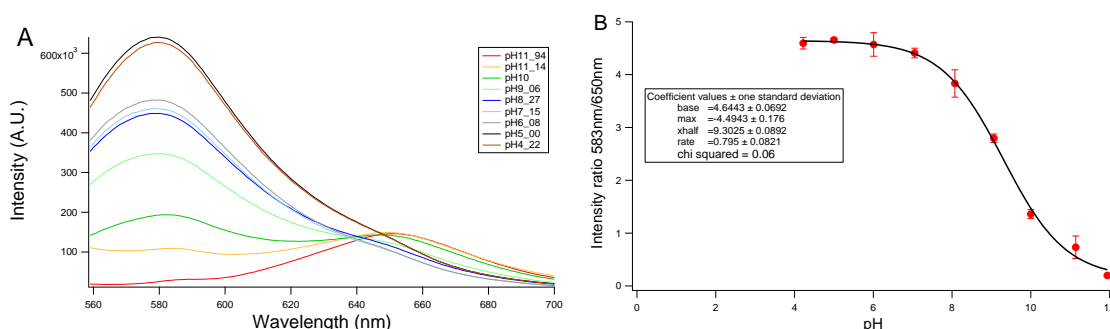 A
600x10³
500
400
300
200
100
Intensity (A.U.)
560
580
600
620
640
660
680
700
Wavelength (nm)
pH11_94
pH11_14
pH10
pH9_06
pH8_27
pH7_15
pH6_08
pH5_00
pH4_22
B
5
4
3
2
1
0
Intensity ratio 583nm/650nm
0
2
4
6
8
10
12
pH
Coefficient values ± one standard deviation
base =4.6443 ± 0.0692
max =-4.4943 ± 0.176
xhalf =9.3025 ± 0.0892
rate =0.795 ± 0.0821
chi squared = 0.06